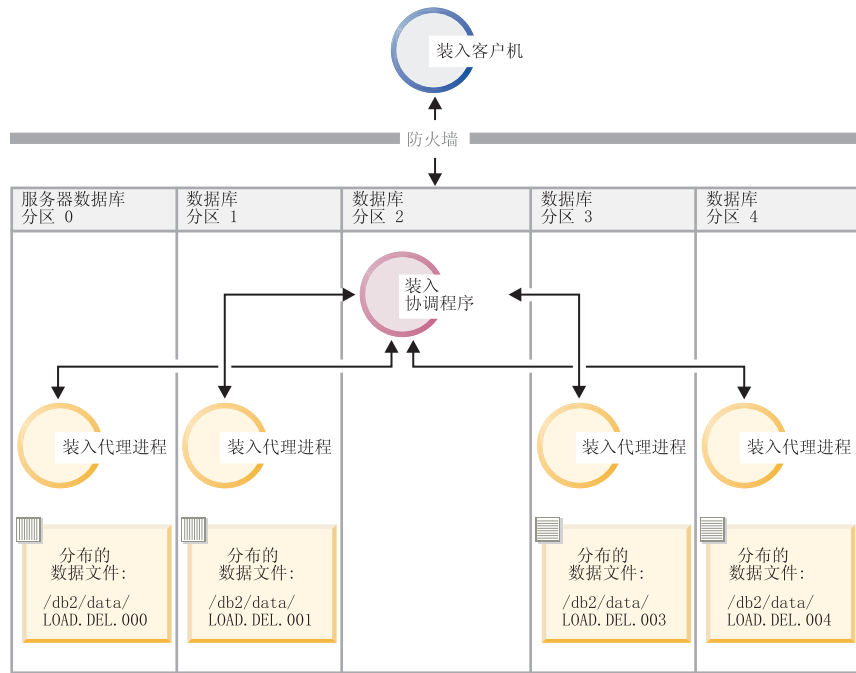 装入客户机
防火墙
服务器数据库
分区 0
数据库
分区 1
数据库
分区 2
数据库
分区 3
数据库
分区 4
装入
协调程序
装入代理进程
装入代理进程
装入代理进程
装入代理进程
分布的
数据文件:
/db2/data/
LOAD.DEL.000
分布的
数据文件:
/db2/data/
LOAD.DEL.001
分布的
数据文件:
/db2/data/
LOAD.DEL.003
分布的
数据文件:
/db2/data/
LOAD.DEL.004